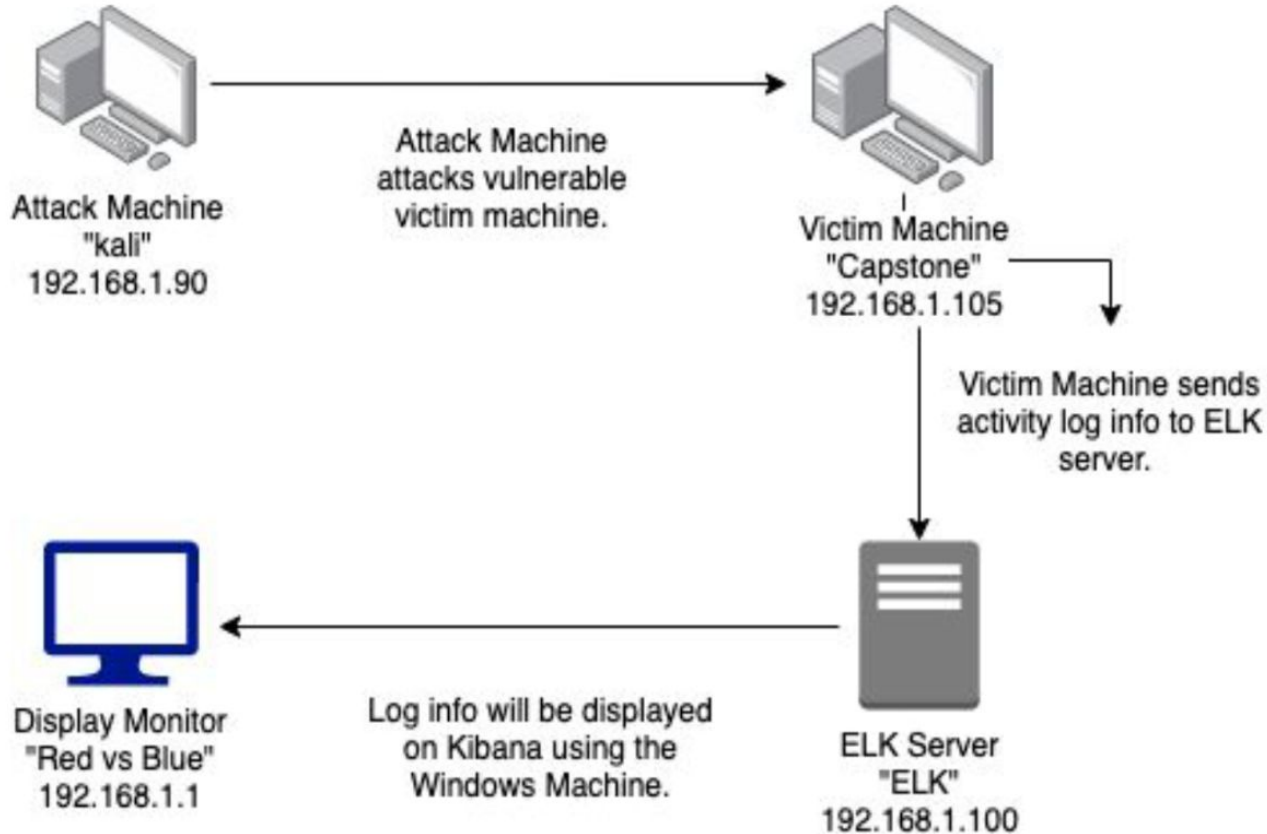 Attack Machine
"kali"
192.168.1.90
Attack Machine
attacks vulnerable
victim machine.
Victim Machine
"Capstone"
192.168.1.105
Victim Machine sends
activity log info to ELK
server.
Display Monitor
"Red vs Blue"
192.168.1.1
Log info will be displayed
on Kibana using the
Windows Machine.
ELK Server
"ELK"
192.168.1.100